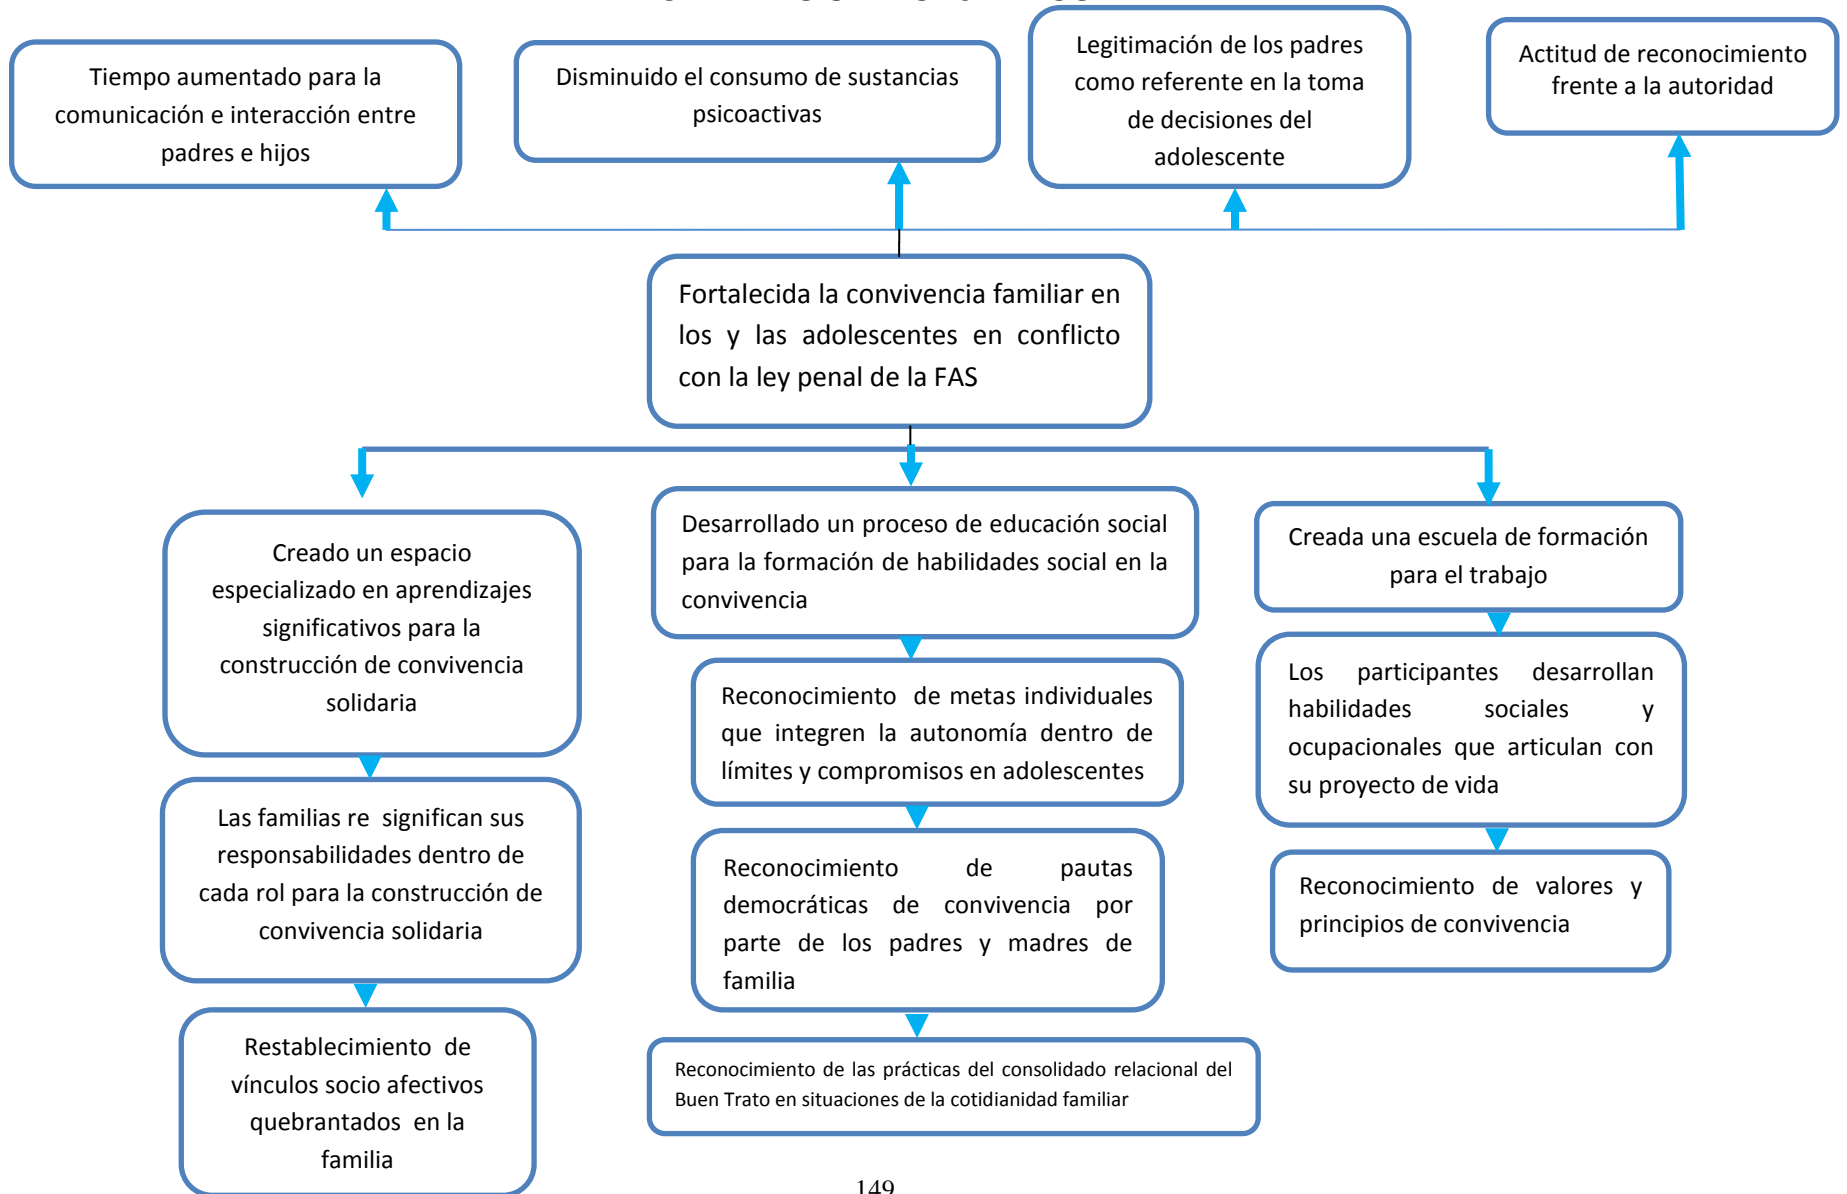 Tiempo aumentado para la
comunicación e interacción entre
padres e hijos
Disminuido el consumo de sustancias
psicoactivas
Legitimación de los padres
como referente en la toma
de decisiones del
adolescente
Actitud de reconocimiento
frente a la autoridad
Fortalecida la convivencia familiar en
los y las adolescentes en conflicto
con la ley penal de la FAS
Creado un espacio
especializado en aprendizajes
significativos para la
construcción de convivencia
solidaria
Las familias re significan sus
responsabilidades dentro de
cada rol para la construcción de
convivencia solidaria
Restablecimiento de
vínculos socio afectivos
quebrantados en la
familia
Desarrollado un proceso de educación social
para la formación de habilidades social en la
convivencia
Reconocimiento de metas individuales
que integren la autonomía dentro de
límites y compromisos en adolescentes
Reconocimiento de pautas
democráticas de convivencia por
parte de los padres y madres de
familia
Reconocimiento de las prácticas del consolidado relacional del
Buen Trato en situaciones de la cotidianidad familiar
Creada una escuela de formación
para el trabajo
Los participantes desarrollan
habilidades sociales y
ocupacionales que articulan con
su proyecto de vida
Reconocimiento de valores y
principios de convivencia
149